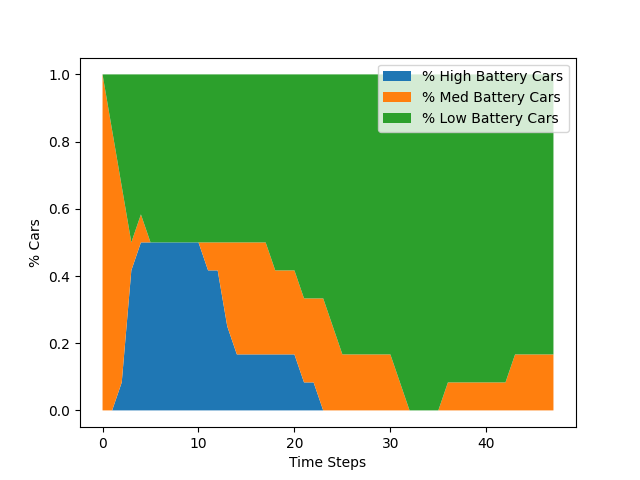 % High Battery Cars
% Med Battery Cars
% Low Battery Cars
1.0
0.8
0.6
0.4
0.2
0.0
% Cars
0 10 20 30 40
Time Steps